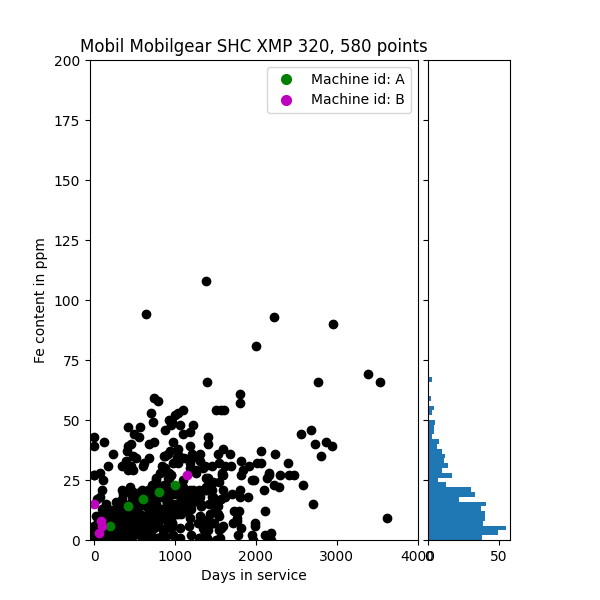 Mobil Mobilgear SHC XMP 320, 580 points
Machine id: A
Machine id: B
200
175
150
125
100
75
50
25
0
Fe content in ppm
0 1000 2000 3000 4000
0 50
Days in service